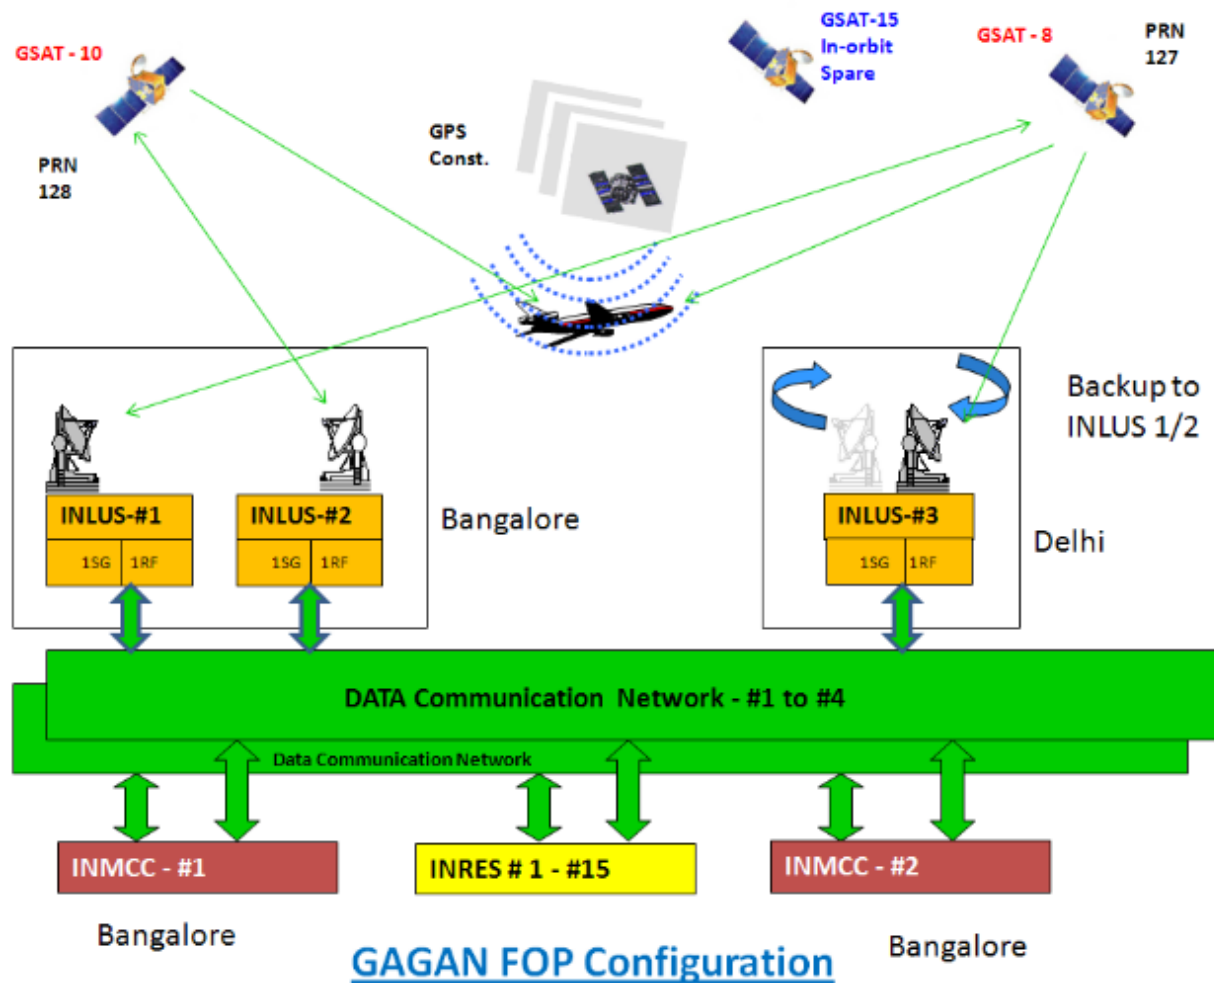 GSAT - 10
GSAT-15
In-orbit
Spare
GSAT - 8
PRN
127
GPS
Const.
PRN
128
Backup to
INLUS 1/2
INLUS-#1
1SG 1RF
INLUS-#2
1SG 1RF
Bangalore
INLUS-#3
1SG 1RF
Delhi
DATA Communication Network - #1 to #4
Data Communication Network
INMCC - #1
INRES # 1 - #15
INMCC - #2
Bangalore
Bangalore
GAGAN FOP Configuration